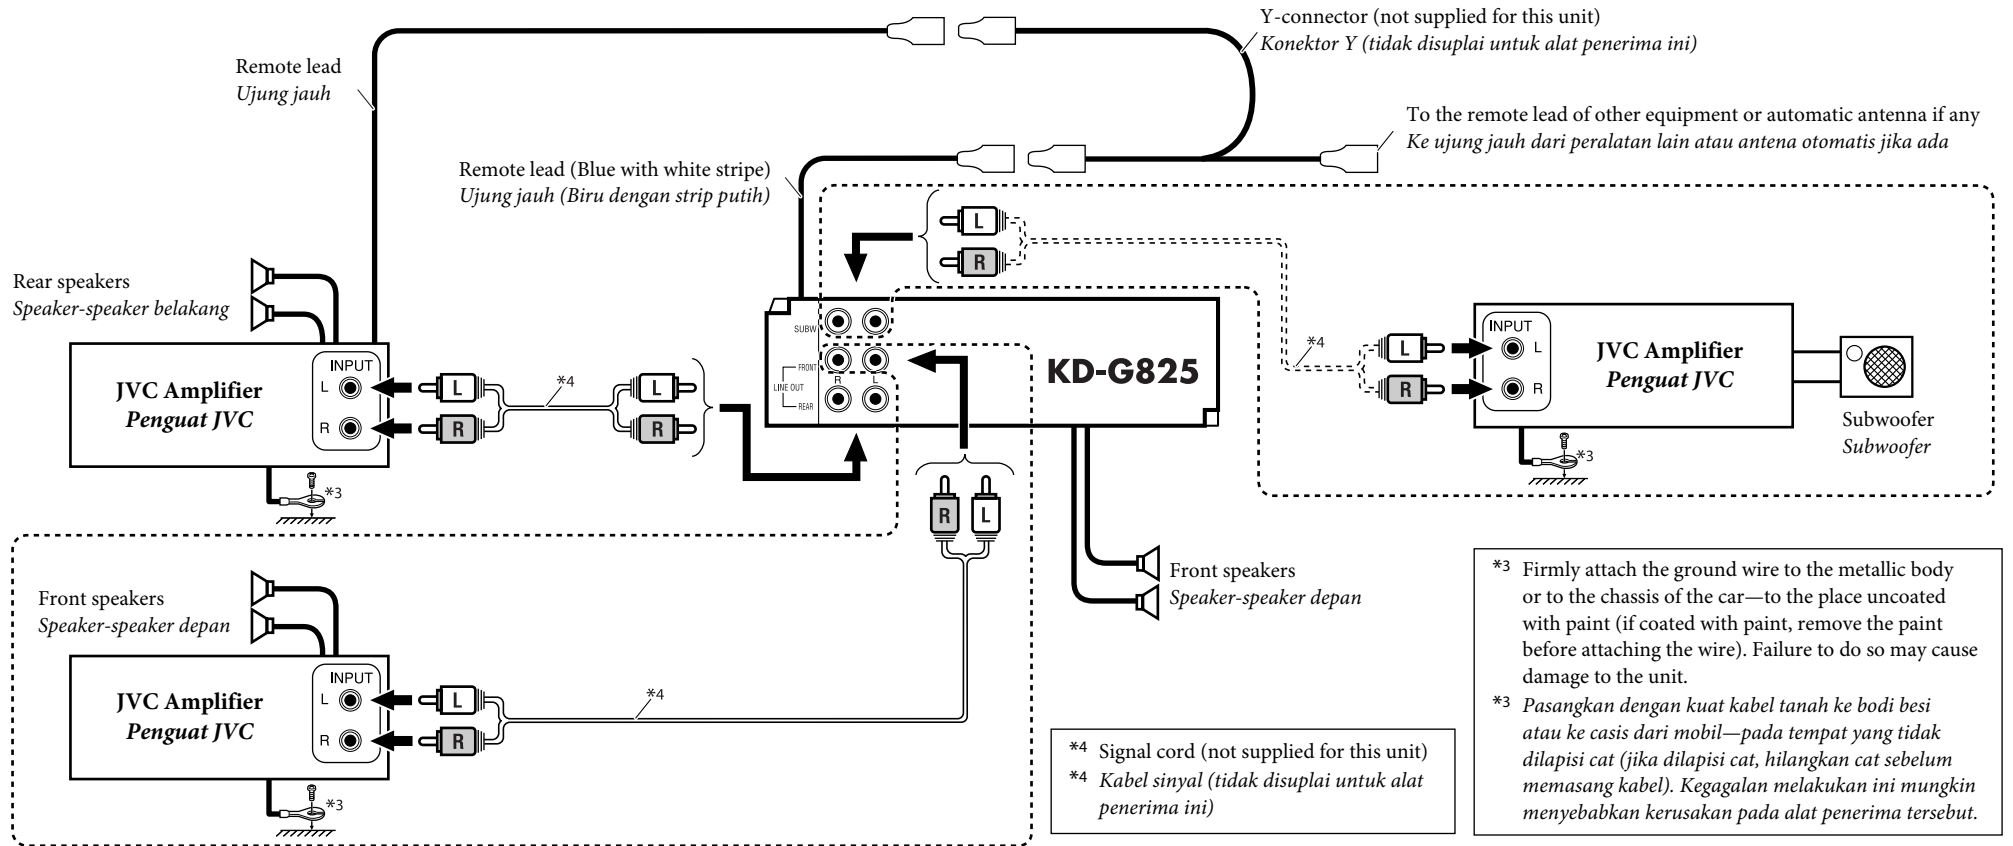 Y-connector (not supplied for this unit)
Konektor Y (tidak disuplai untuk alat penerima ini)
Remote lead
Ujung jauh
To the remote lead of other equipment or automatic antenna if any
Ke ujung jauh dari peralatan lain atau antena otomatis jika ada
Remote lead (Blue with white stripe)
Ujung jauh (Biru dengan strip putih)
L
R
Rear speakers
Speaker-speaker belakang
JVC Amplifier
Penguat JVC
INPUT
L
R
L
R
*4
L
R
*3
SUBW
FRONT
LINE OUT
R L
REAR
KD-G825
*4
L
R
INPUT
L
R
JVC Amplifier
Penguat JVC
Subwoofer
Subwoofer
*3
R L
Front speakers
Speaker-speaker depan
Front speakers
Speaker-speaker depan
JVC Amplifier
Penguat JVC
INPUT
L
R
L
R
*4
*3
*4 Signal cord (not supplied for this unit)
*4 Kabel sinyal (tidak disuplai untuk alat
penerima ini)
*3 Firmly attach the ground wire to the metallic body
or to the chassis of the car—to the place uncoated
with paint (if coated with paint, remove the paint
before attaching the wire). Failure to do so may cause
damage to the unit.
*3 Pasangkan dengan kuat kabel tanah ke bodi besi
atau ke casis dari mobil—pada tempat yang tidak
dilapisi cat (jika dilapisi cat, hilangkan cat sebelum
memasang kabel). Kegagalan melakukan ini mungkin
menyebabkan kerusakan pada alat penerima tersebut.